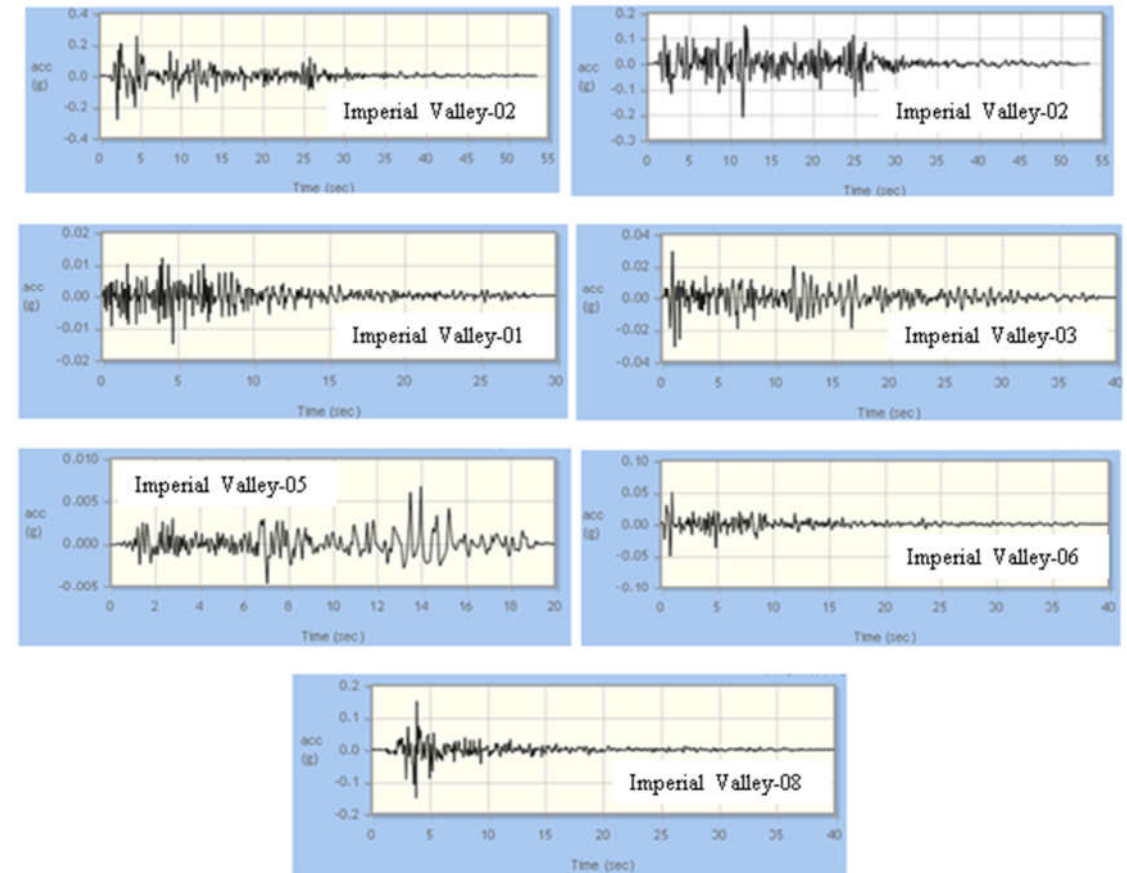 0.4
0.2
acc
0.0
(g)
-0.2
-0.4
Imperial Valley-02
0 5 10 15 20 25 30 35 40 45 50 55
Time (sec)
0.2
0.1
acc
0.0
(g)
-0.1
-0.2
-0.3
Imperial Valley-02
0 5 10 15 20 25 30 35 40 45 50 55
Time (sec)
0.02
0.01
acc
0.00
(g)
-0.01
-0.02
Imperial Valley-01
0 5 10 15 20 25 30
Time (sec)
0.04
0.02
acc
0.00
(g)
-0.02
-0.04
Imperial Valley-03
0 5 10 15 20 25 30 35 40
Time (sec)
0.010
Imperial Valley-05
0.005
acc
0.000
(g)
-0.005
0 2 4 6 8 10 12 14 16 18 20
Time (sec)
0.10
0.05
acc
0.00
(g)
-0.05
-0.10
Imperial Valley-06
0 5 10 15 20 25 30 35 40
Time (sec)
0.2
0.1
acc
0.0
(g)
-0.1
-0.2
Imperial Valley-08
0 5 10 15 20 25 30 35 40
Time (sec)